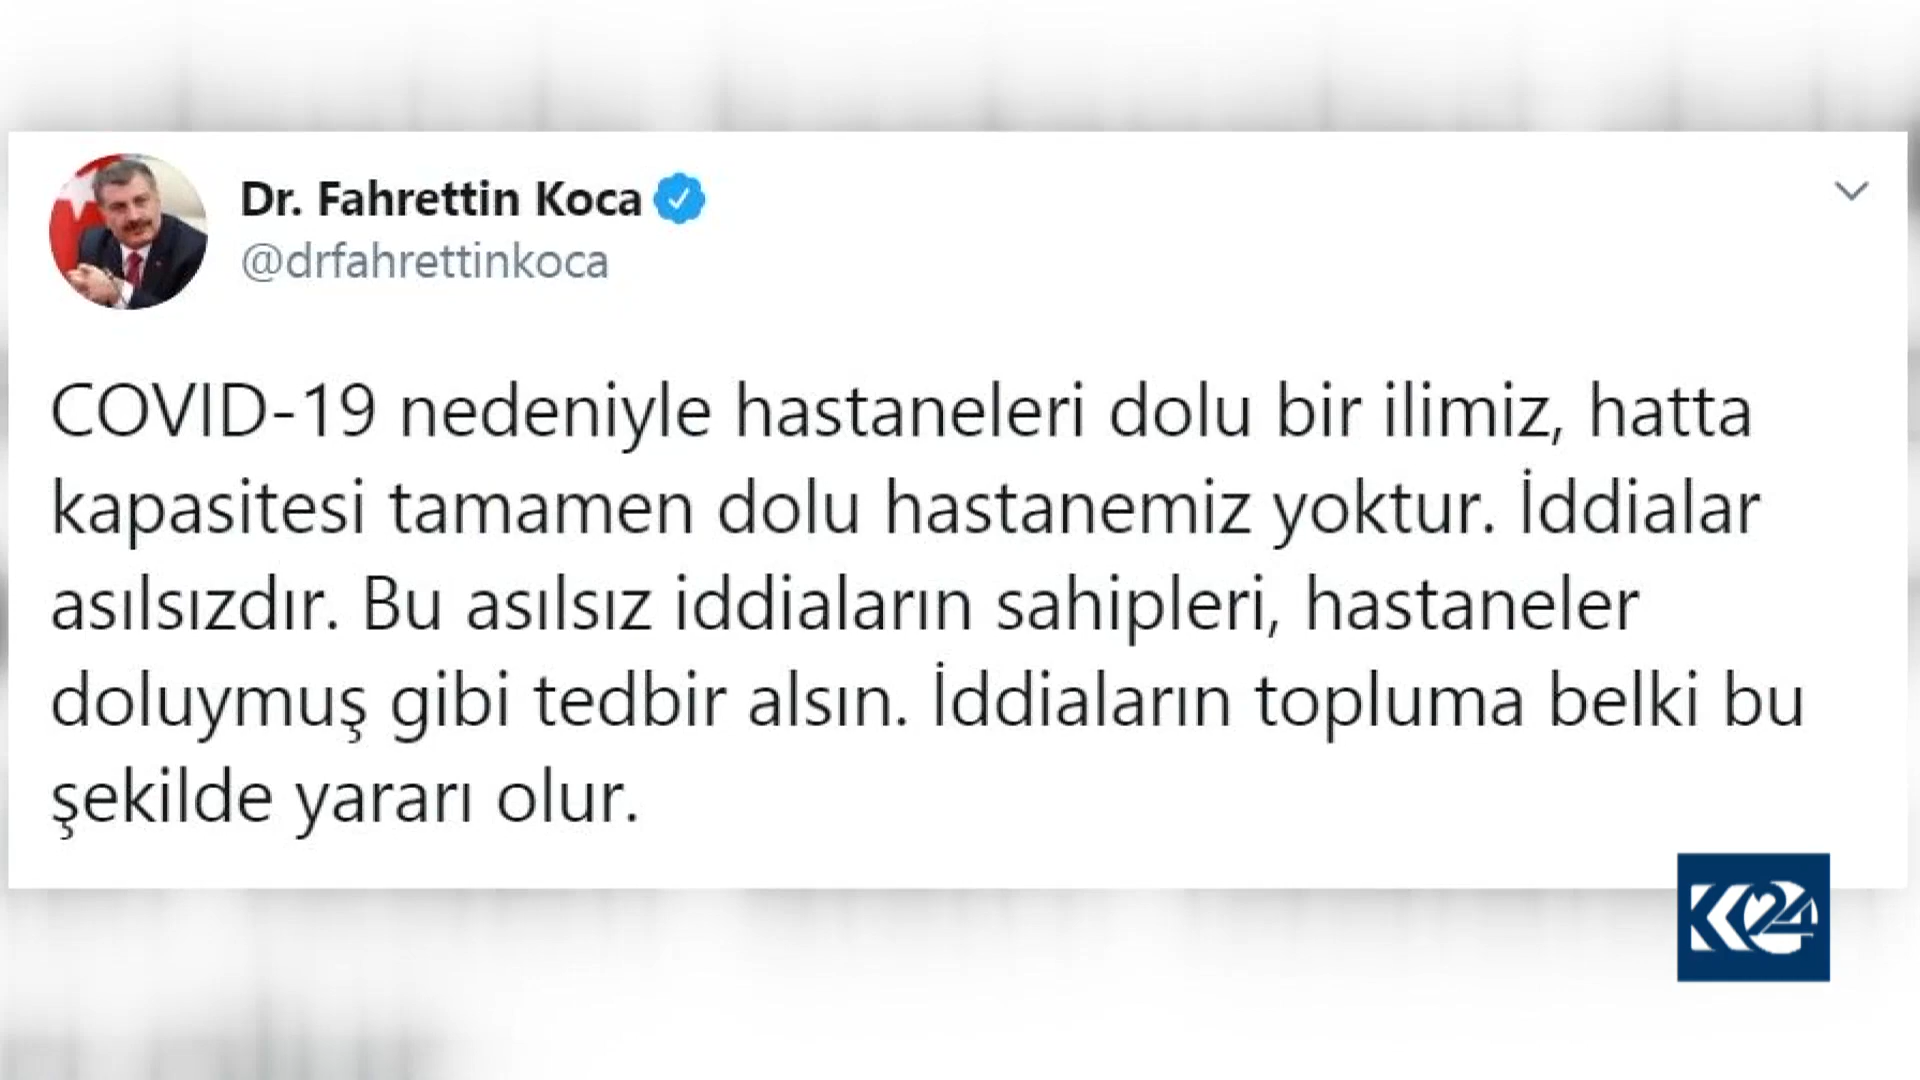 Dr. Fahrettin Koca
@drfahrettinkoca
COVID-19 nedeniyle hastaneleri dolu bir ilimiz, hatta
kapasitesi tamamen dolu hastanemiz yoktur. İddialar
asılsızdır. Bu asılsız iddiaların sahipleri, hastaneler
doluymuş gibi tedbir alsın. İddiaların topluma belki bu
şekilde yararı olur.
K24